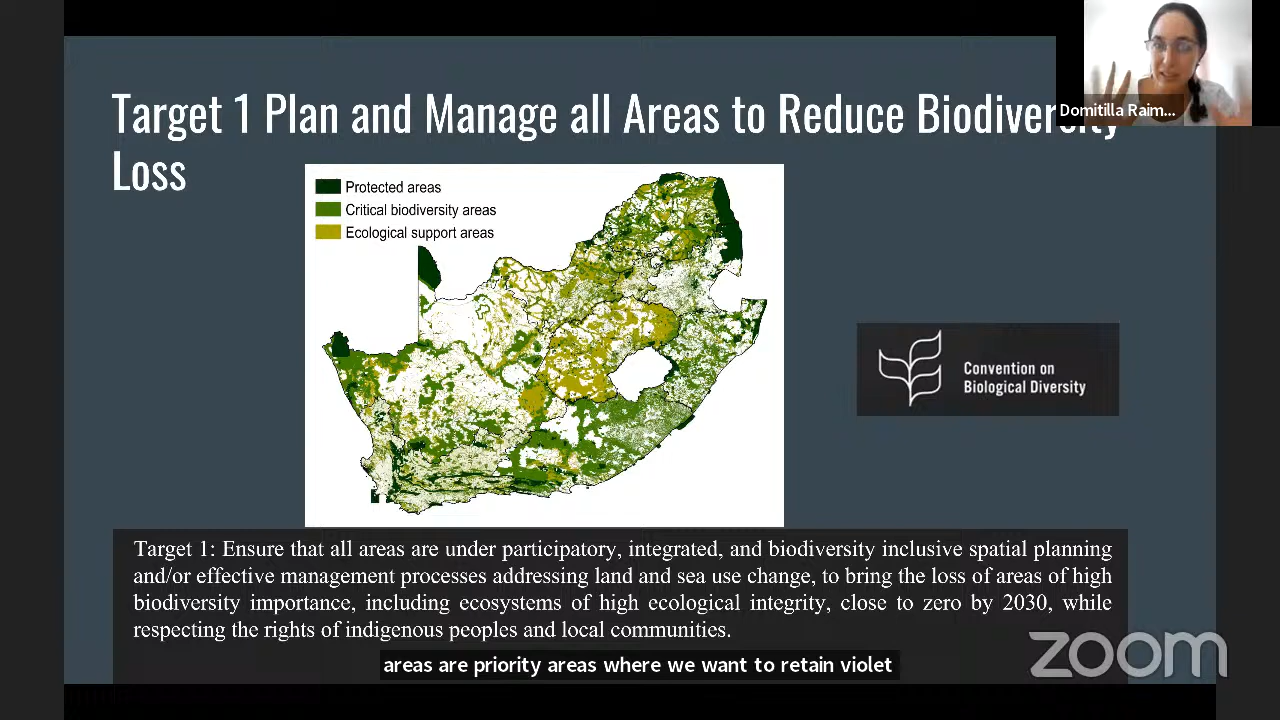 Target 1 Plan and Manage all Areas to Reduce Biodiversity
Loss
Domitilla Raim...
Protected areas
Critical biodiversity areas
Ecological support areas
Convention on
Biological Diversity
Target 1: Ensure that all areas are under participatory, integrated, and biodiversity inclusive spatial planning
and/or effective management processes addressing land and sea use change, to bring the loss of areas of high
biodiversity importance, including ecosystems of high ecological integrity, close to zero by 2030, while
respecting the rights of indigenous peoples and local communities.
zoom
areas are priority areas where we want to retain violet